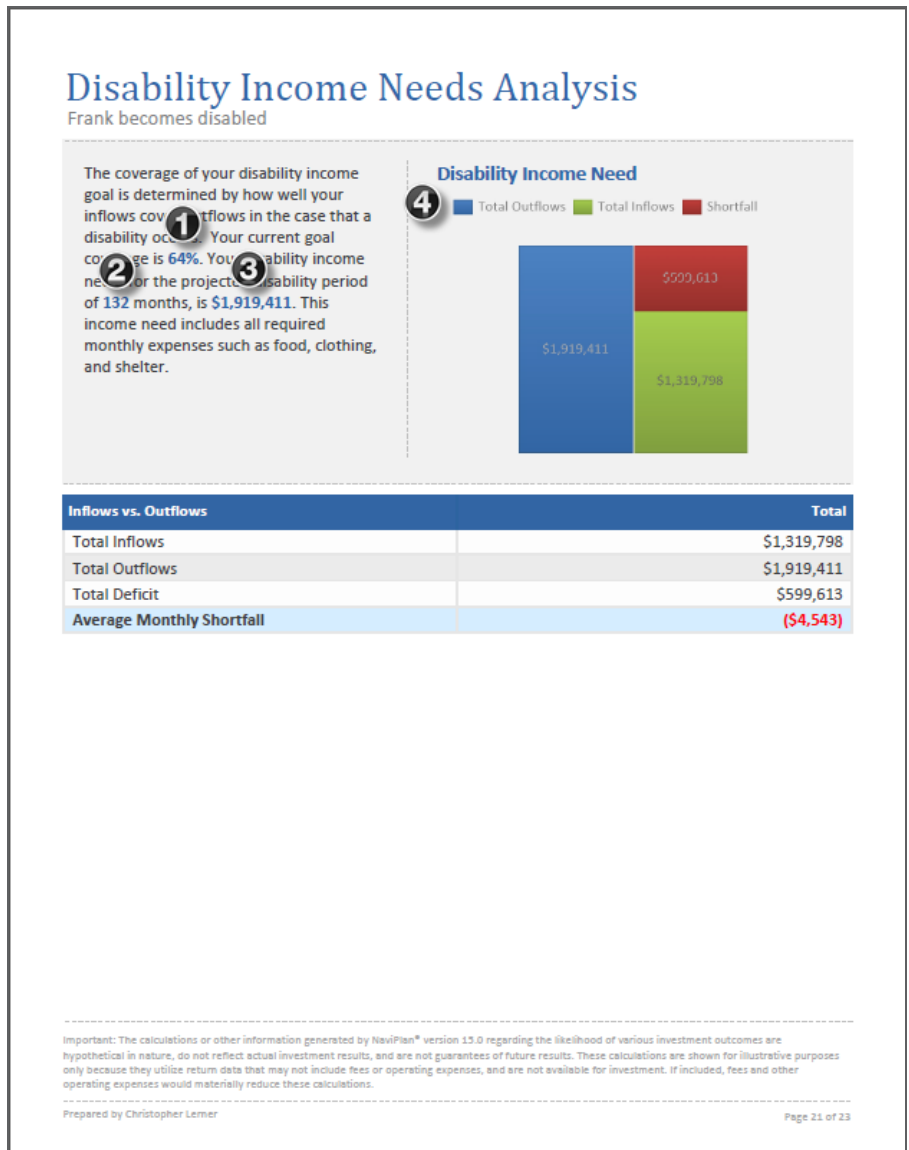 Disability Income Needs Analysis
Frank becomes disabled
The coverage of your disability income
goal is determined by how well your
inflows cov tflows in the case that a
disability oc Your current goal
co ge is 64%. You ability income
ne or the project sability period
of 132 months, is $1,919,411. This
income need includes all required
monthly expenses such as food, clothing,
and shelter.
1
2
3
Disability Income Need
4
Total Outflows Total Inflows Shortfall
$599,613
$1,919,411
$1,319,798
Inflows vs. Outflows Total
Total Inflows $1,319,798
Total Outflows $1,919,411
Total Deficit $599,613
Average Monthly Shortfall ($4,543)
Important: The calculations or other information generated by NaviPlan® version 15.0 regarding the likelihood of various investment outcomes are
hypothetical in nature, do not reflect actual investment results, and are not guarantees of future results. These calculations are shown for illustrative purposes
only because they utilize return data that may not include fees or operating expenses, and are not available for investment. If included, fees and other
operating expenses would materially reduce these calculations.
Prepared by Christopher Lerner
Page 21 of 23